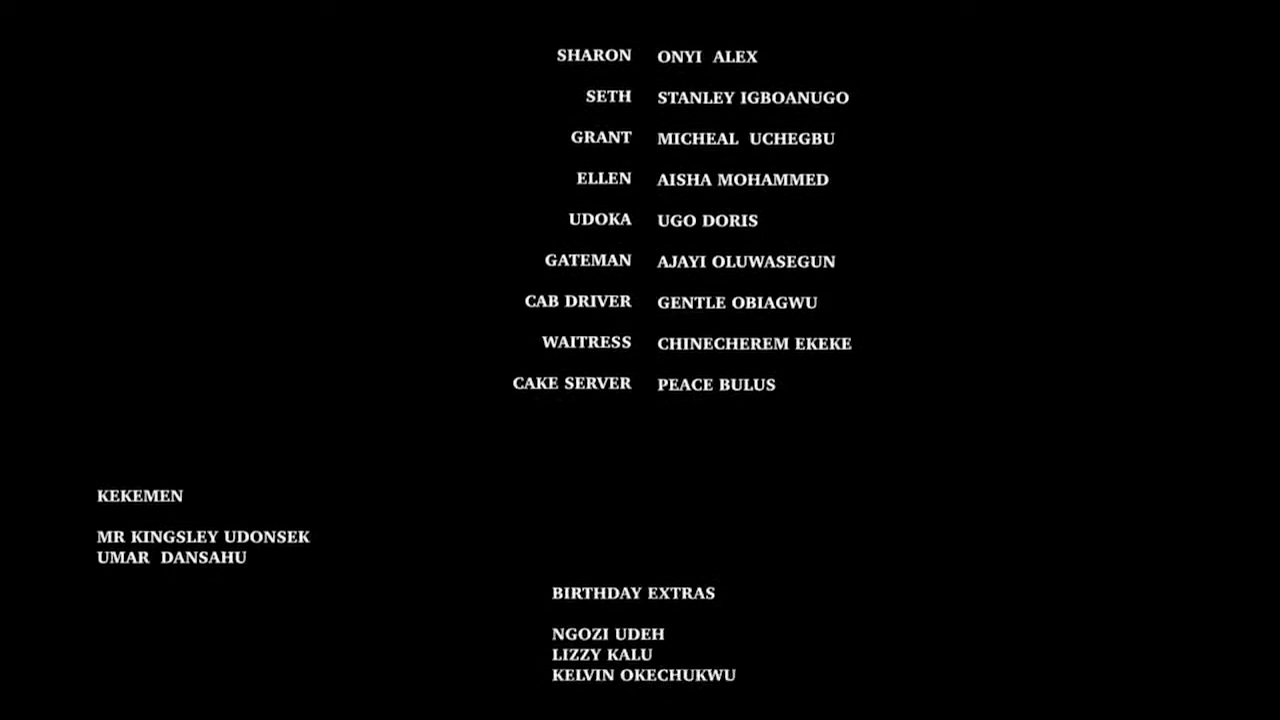 SHARON ONYI ALEX
SETH STANLEY IGBOANUGO
GRANT MICHEAL UCHEGBU
ELLEN AISHA MOHAMMED
UDOKA UGO DORIS
GATEMAN AJAYI OLUWASEGUN
CAB DRIVER GENTLE OBIAGWU
WAITRESS CHINECHEREM EKEKE
CAKE SERVER PEACE BULUS
KEKEMEN
MR KINGSLEY UDONSEK
UMAR DANSAHU
BIRTHDAY EXTRAS
NGOZI UDEH
LIZZY KALU
KELVIN OKECHUKWU